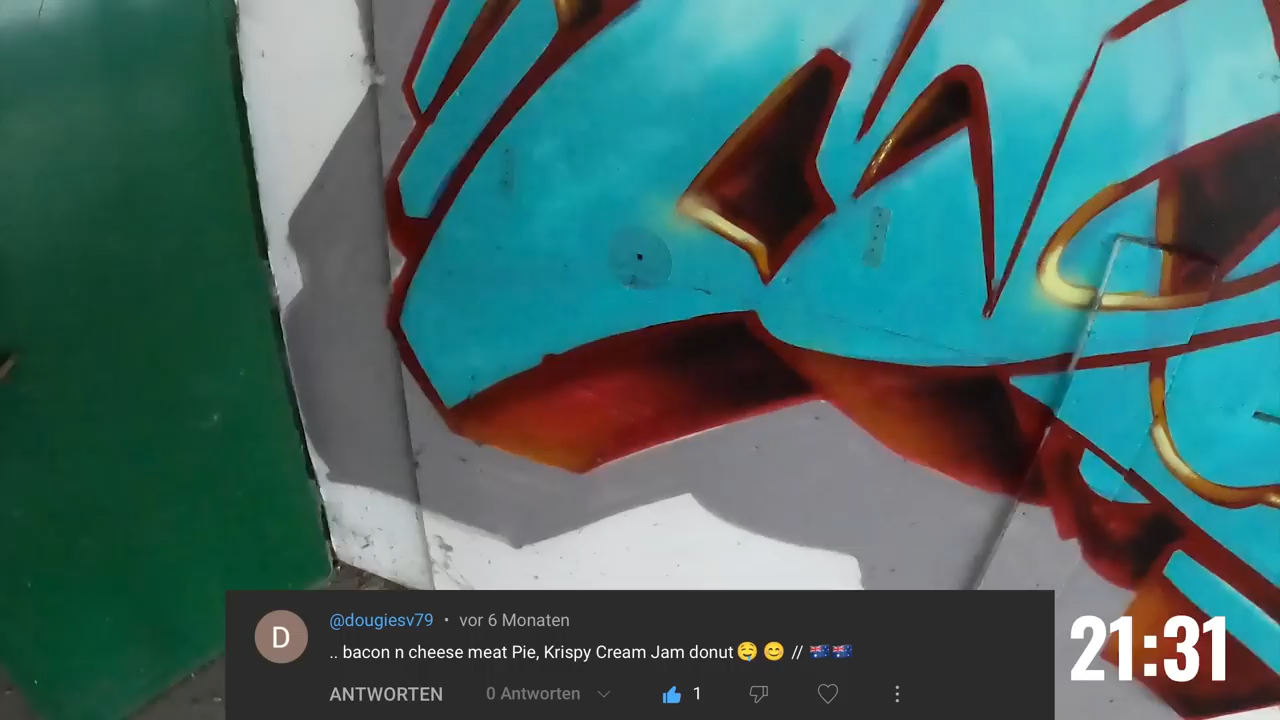 D
@dougiesv79 • vor 6 Monaten
.. bacon n cheese meat Pie, Krispy Cream Jam donut🤤 😊 // 🇦🇺🇦🇺
ANTWORTEN 0 Antworten 1
21:31